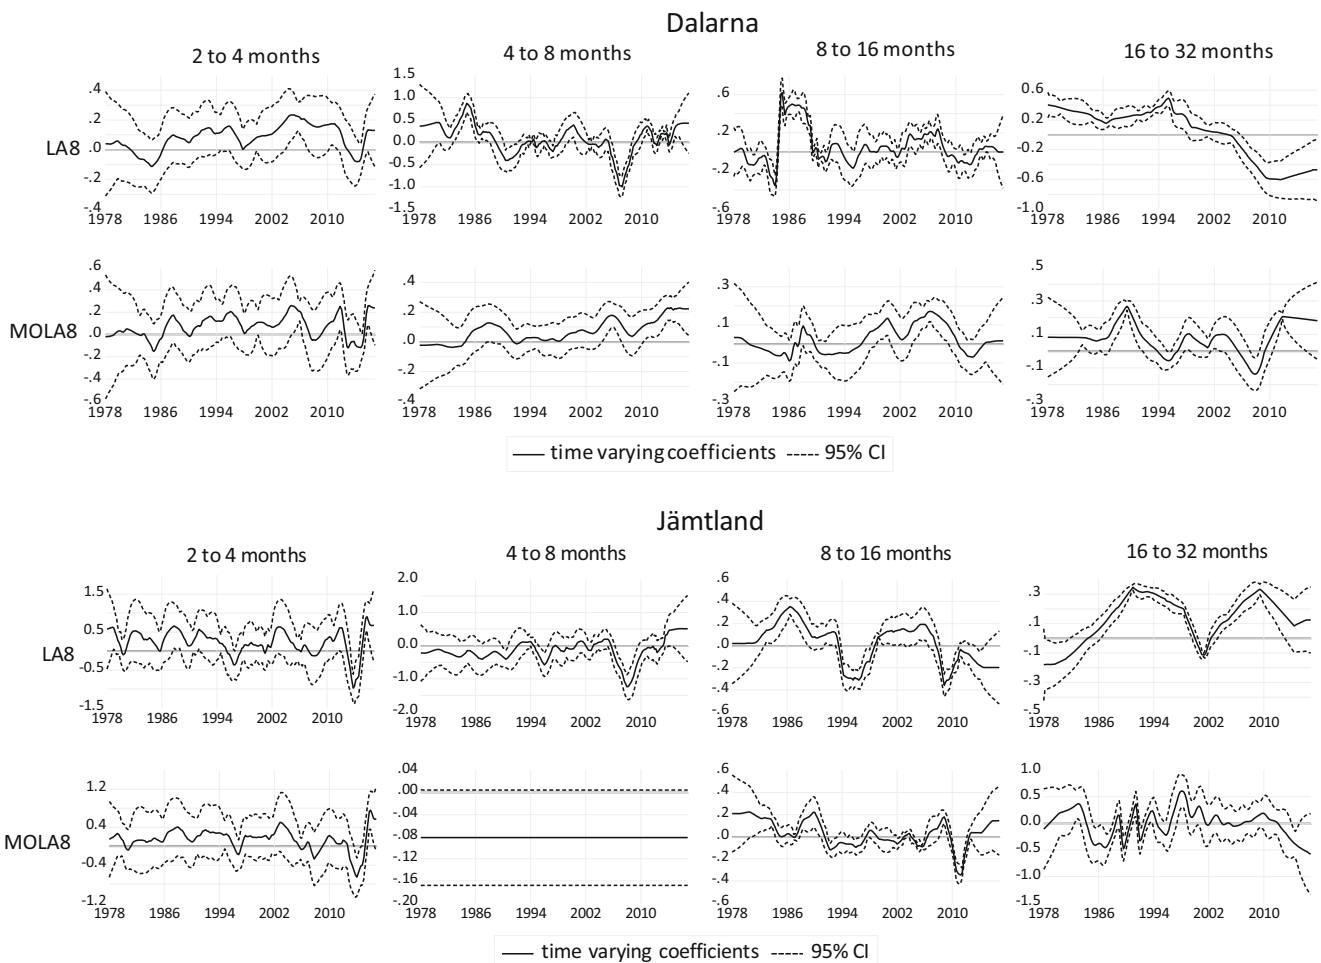 Dalarna
2 to 4 months 4 to 8 months 8 to 16 months 16 to 32 months
LA8
.4 .2 .0 -.2 -.4
1978 1986 1994 2002 2010
1.5 1.0 0.5 0.0 -0.5 -1.0 -1.5
1978 1986 1994 2002 2010
.6 .2 -.2 -.6
1978 1986 1994 2002 2010
0.6 0.2 -0.2 -0.6 -1.0
1978 1986 1994 2002 2010
MOLA8
.6 .4 .2 .0 -.2 -.4 -.6
1978 1986 1994 2002 2010
.4 .2 .0 -.2 -.4
1978 1986 1994 2002 2010
.3 .1 -.1 -.3
1978 1986 1994 2002 2010
.5 .3 .1 -.1 -.3
1978 1986 1994 2002 2010
time varying coefficients 95% CI
Jämtland
2 to 4 months 4 to 8 months 8 to 16 months 16 to 32 months
LA8
1.5 0.5 -0.5 -1.5
1978 1986 1994 2002 2010
2.0 1.0 0.0 -1.0 -2.0
1978 1986 1994 2002 2010
.6 .4 .2 .0 -.2 -.4 -.6
1978 1986 1994 2002 2010
.3 .1 -.1 -.3 -.5
1978 1986 1994 2002 2010
MOLA8
1.2 0.4 -0.4 -1.2
1978 1986 1994 2002 2010
.04 .00 -.04 -.08 -.12 -.16 -.20
1978 1986 1994 2002 2010
.6 .4 .2 .0 -.2 -.4 -.6
1978 1986 1994 2002 2010
1.0 0.5 0.0 -0.5 -1.0 -1.5
1978 1986 1994 2002 2010
time varying coefficients 95% CI